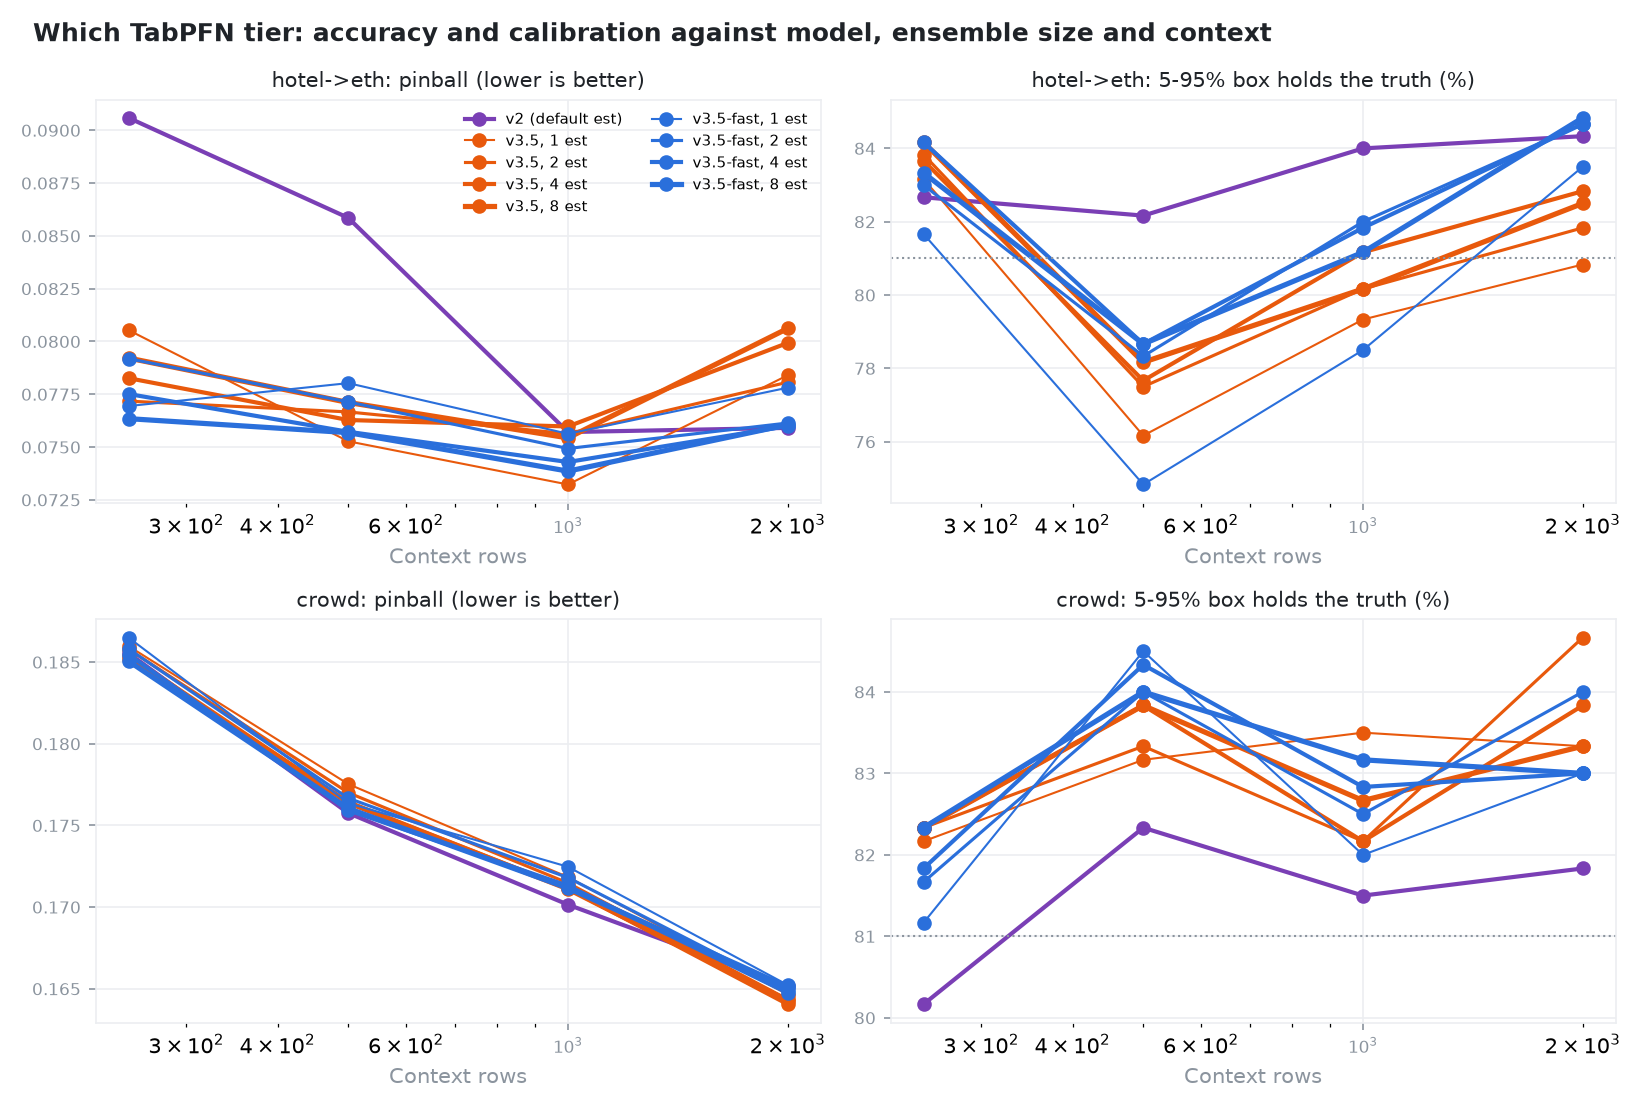 Which TabPFN tier: accuracy and calibration against model, ensemble size and context
hotel->eth: pinball (lower is better)
v2 (default est)
v3.5, 1 est
v3.5, 2 est
v3.5, 4 est
v3.5, 8 est
v3.5-fast, 1 est
v3.5-fast, 2 est
v3.5-fast, 4 est
v3.5-fast, 8 est
0.0900
0.0875
0.0850
0.0825
0.0800
0.0775
0.0750
0.0725
3 × 10² 4 × 10² 6 × 10² 10³ 2 × 10³
Context rows
hotel->eth: 5-95% box holds the truth (%)
84
82
80
78
76
3 × 10² 4 × 10² 6 × 10² 10³ 2 × 10³
Context rows
crowd: pinball (lower is better)
0.185
0.180
0.175
0.170
0.165
3 × 10² 4 × 10² 6 × 10² 10³ 2 × 10³
Context rows
crowd: 5-95% box holds the truth (%)
84
83
82
81
80
3 × 10² 4 × 10² 6 × 10² 10³ 2 × 10³
Context rows